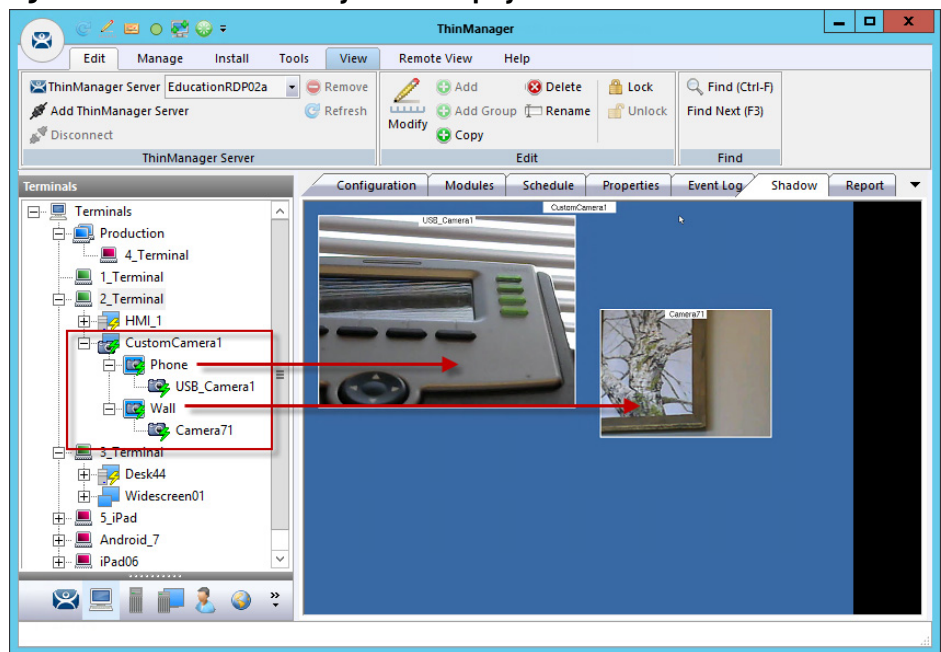 ThinManager
Edit Manage Install Tools View Remote View Help
ThinManager Server EducationRDP02a Remove Add Delete Lock Find (Ctrl-F)
Add ThinManager Server Refresh Modify Add Group Rename Unlock Find Next (F3)
Disconnect Copy
ThinManager Server Edit Find
Terminals
Configuration Modules Schedule Properties Event Log Shadow Report
Terminals
Production
4_Terminal
1_Terminal
2_Terminal
HMI_1
CustomCamera1
Phone
USB_Camera1
Wall
Camera71
3_Terminal
Desk44
Widescreen01
5_iPad
Android_7
iPad06
CustomCamera1
USB_Camera1
Camera71